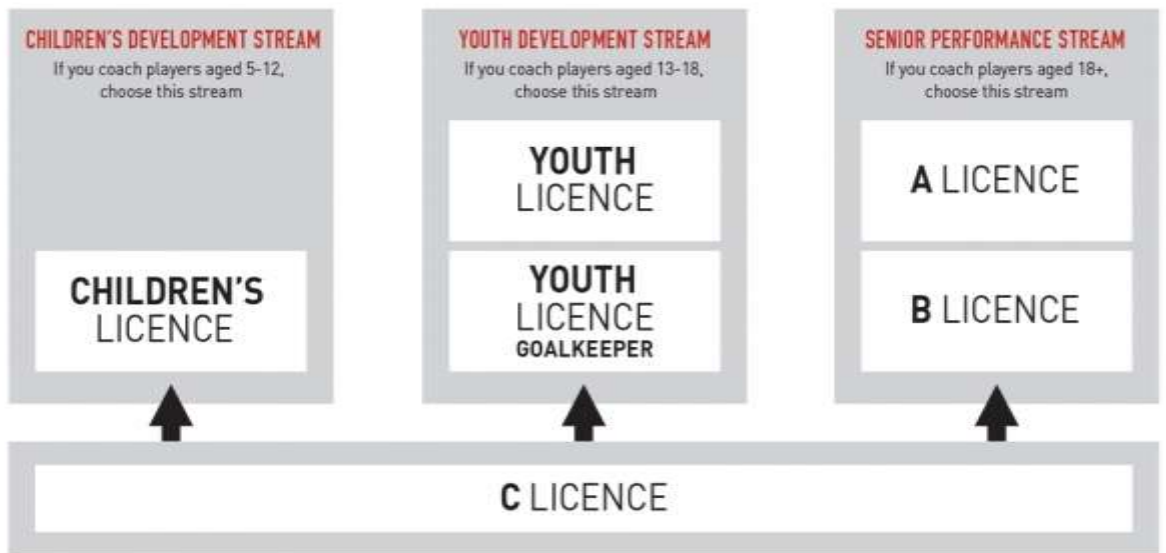 CHILDREN'S DEVELOPMENT STREAM
If you coach players aged 5-12,
choose this stream
CHILDREN'S
LICENCE
YOUTH DEVELOPMENT STREAM
If you coach players aged 13-18,
choose this stream
YOUTH
LICENCE
YOUTH
LICENCE
GOALKEEPER
SENIOR PERFORMANCE STREAM
If you coach players aged 18+,
choose this stream
A LICENCE
B LICENCE
C LICENCE